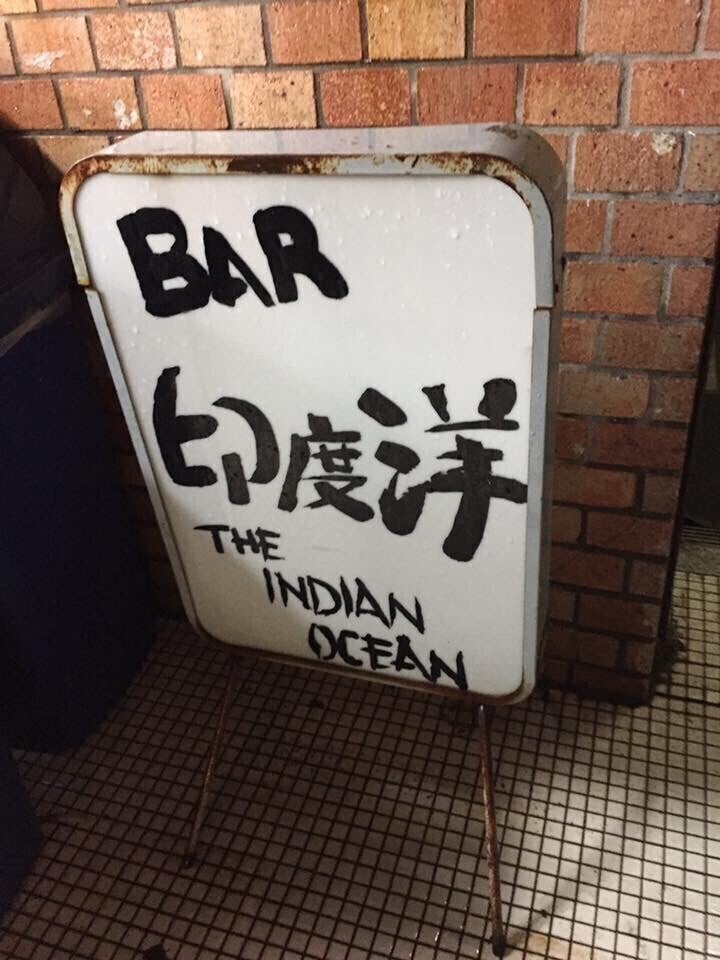 BAR
印度洋
THE
INDIAN
OCEAN